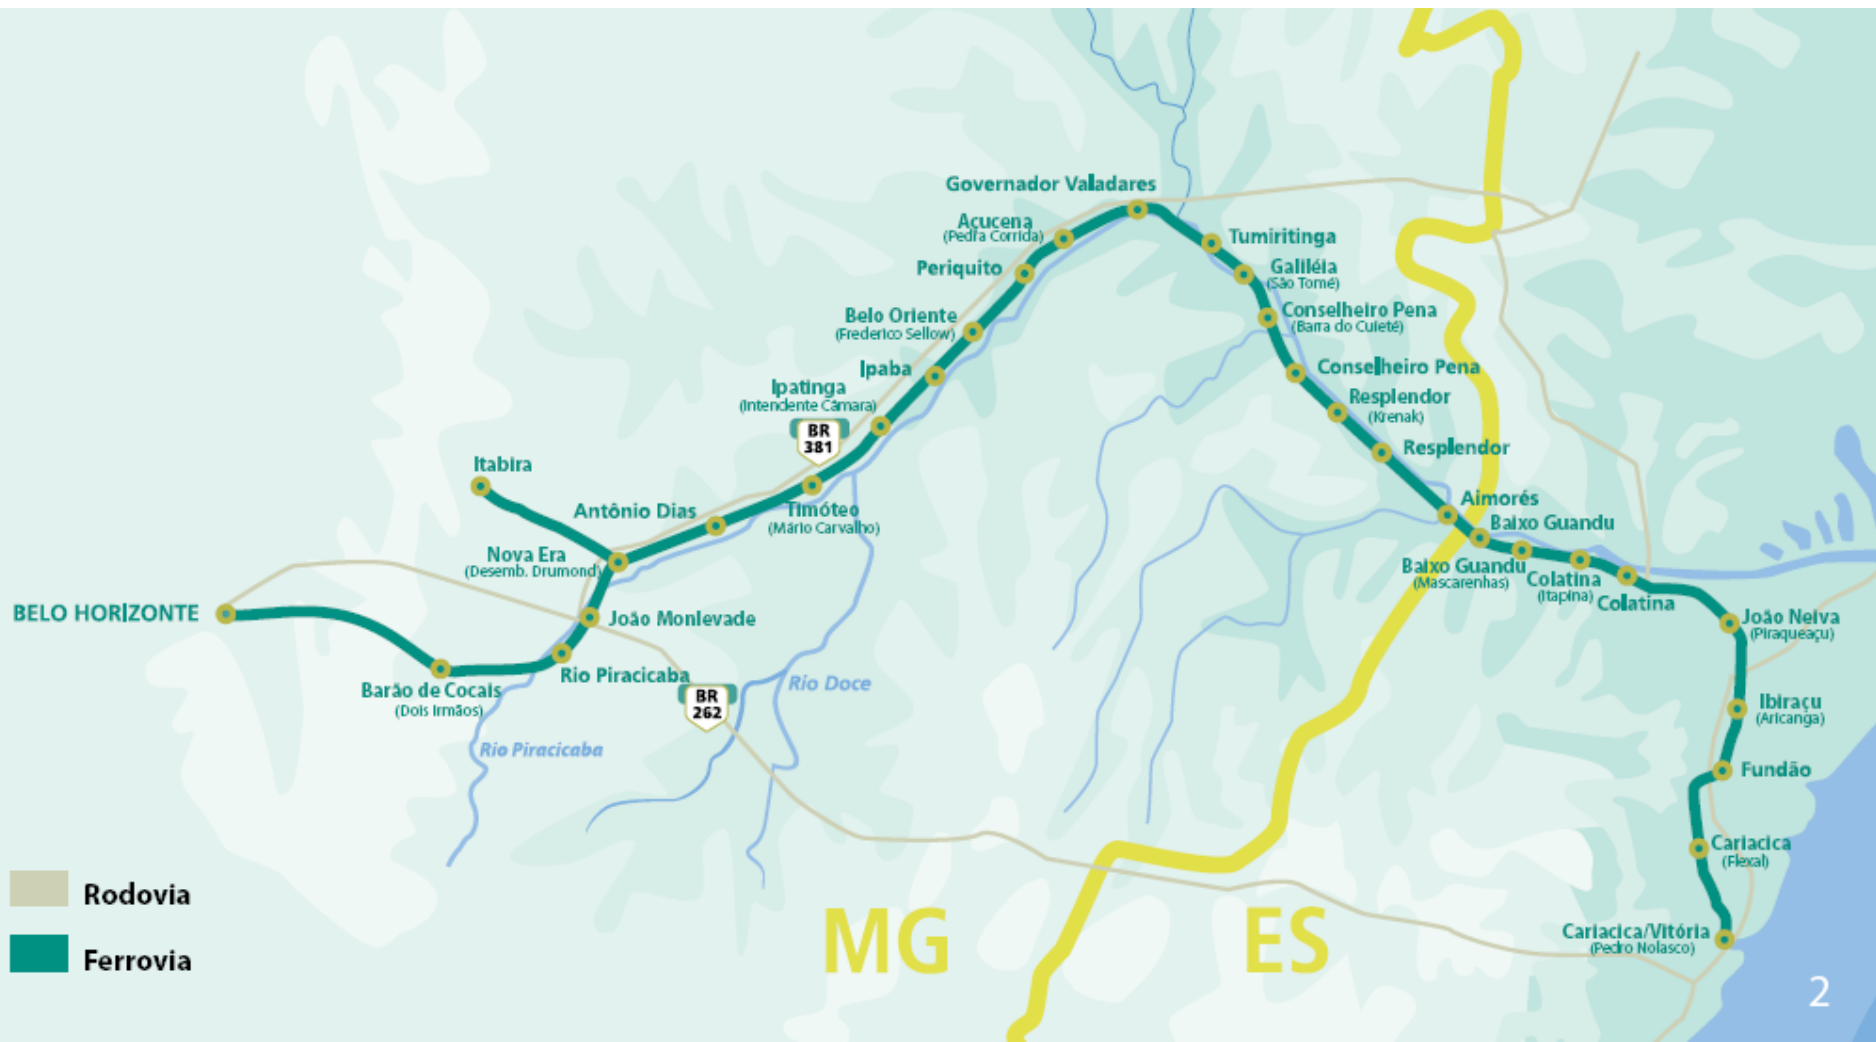 Governador Valadares
Açucena
(Pedra Corrida)
Tumiritinga
Periquito
Galiléia
(São Tomé)
Belo Oriente
(Frederico Sellow)
Conselheiro Pena
(Barra do Cuieté)
Ipaba
Conselheiro Pena
Ipatinga
(Intendente Câmara)
Resplendor
(Krenak)
BR
381
Resplendor
Itabira
Aimorés
Antônio Dias
Timóteo
(Mário Carvalho)
Baixo Guandu
Nova Era
(Desemb. Drumond)
Baixo Guandu
(Mascarenhas)
Colatina
(Itapina)
Colatina
BELO HORIZONTE
João Monlevade
João Neiva
(Piraqueaçu)
Rio Piracicaba
Barão de Cocais
(Dois Irmãos)
BR
262
Rio Doce
Ibiraçu
(Aricanga)
Rio Piracicaba
Fundão
Cariacica
(Flexal)
Rodovia
Ferrovia
MG
ES
Cariacica/Vitória
(Pedro Nolasco)
2